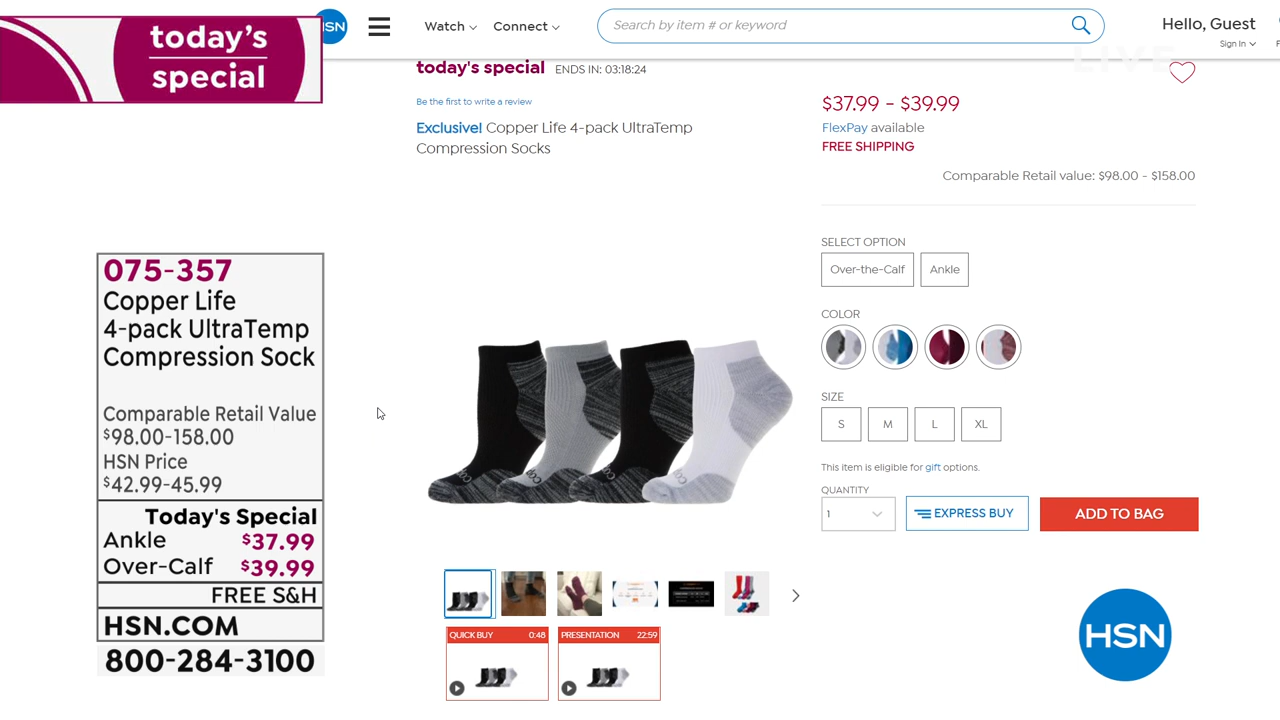 today's
special
HSN
Watch
Connect
Search by item # or keyword
Hello, Guest
Sign In
LIVE
today's special ENDS IN: 03:18:24
Be the first to write a review
Exclusive! Copper Life 4-pack UltraTemp
Compression Socks
$37.99 - $39.99
FlexPay available
FREE SHIPPING
Comparable Retail value: $98.00 - $158.00
SELECT OPTION
Over-the-Calf
Ankle
COLOR
SIZE
S
M
L
XL
This item is eligible for gift options.
QUANTITY
1
EXPRESS BUY
ADD TO BAG
075-357
Copper Life
4-pack UltraTemp
Compression Sock
Comparable Retail Value
$98.00-158.00
HSN Price
$42.99-45.99
Today's Special
Ankle $37.99
Over-Calf $39.99
FREE S&H
HSN.COM
800-284-3100
QUICK BUY 0:48
PRESENTATION 22:59
HSN